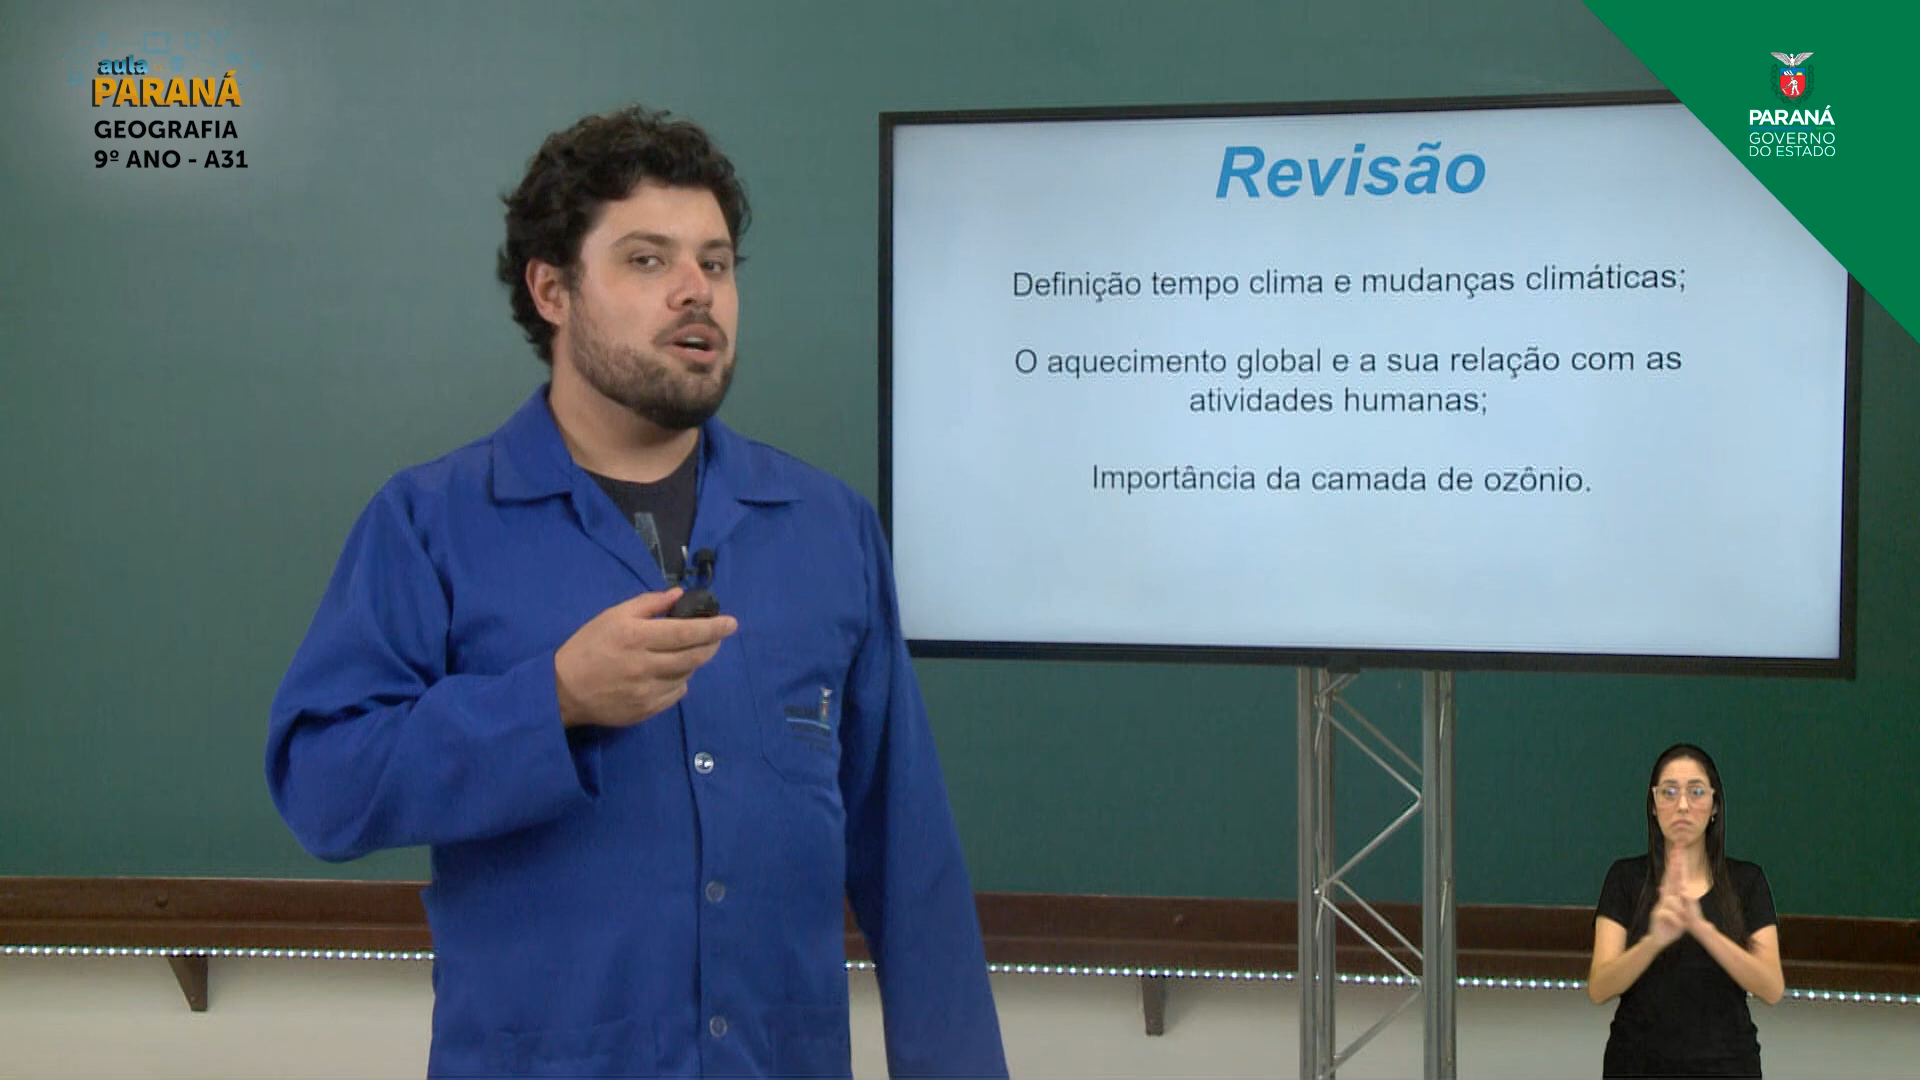 aula
PARANÁ
GEOGRAFIA
9º ANO - A31
Revisão
Definição tempo clima e mudanças climáticas;
O aquecimento global e a sua relação com as
atividades humanas;
Importância da camada de ozônio.
PARANÁ
GOVERNO
DO ESTADO